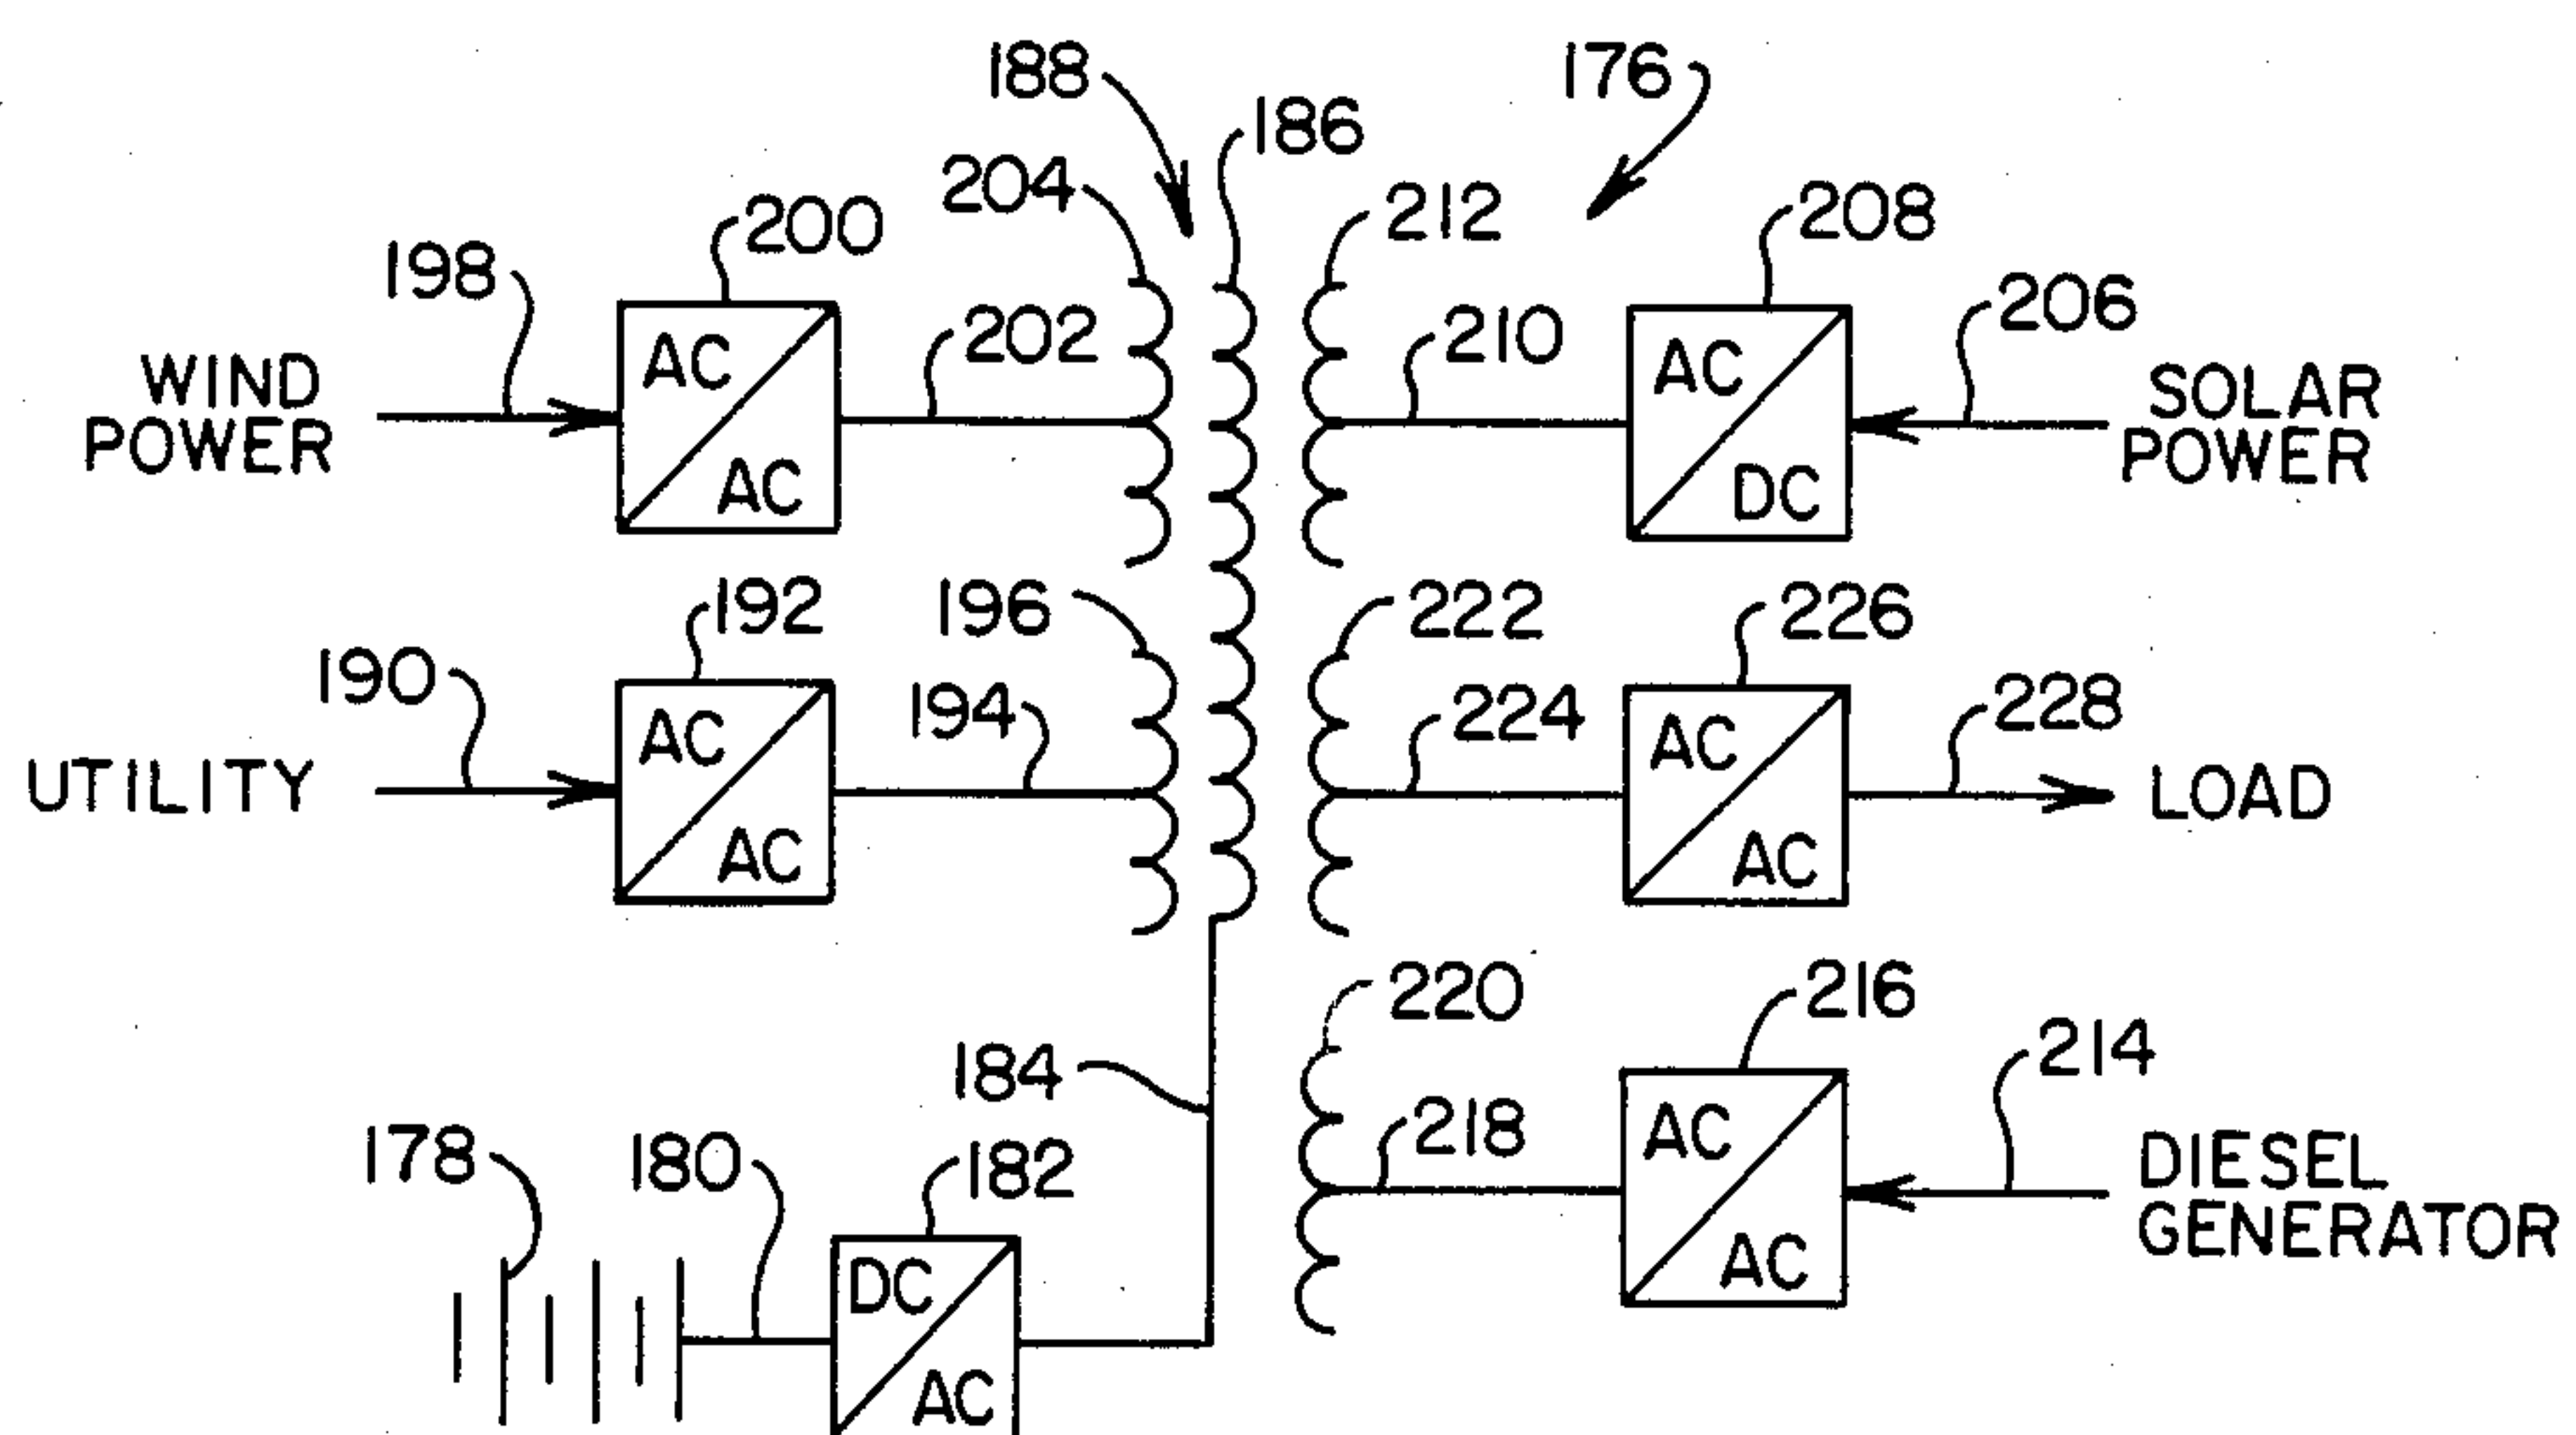 188
176
186
204
212
200
208
198
206
202
210
WIND
POWER
AC
AC
AC
DC
SOLAR
POWER
192
196
222
226
190
194
224
228
UTILITY
AC
AC
AC
AC
LOAD
220
216
184
214
178
180
182
218
AC
AC
DIESEL
GENERATOR
DC
AC